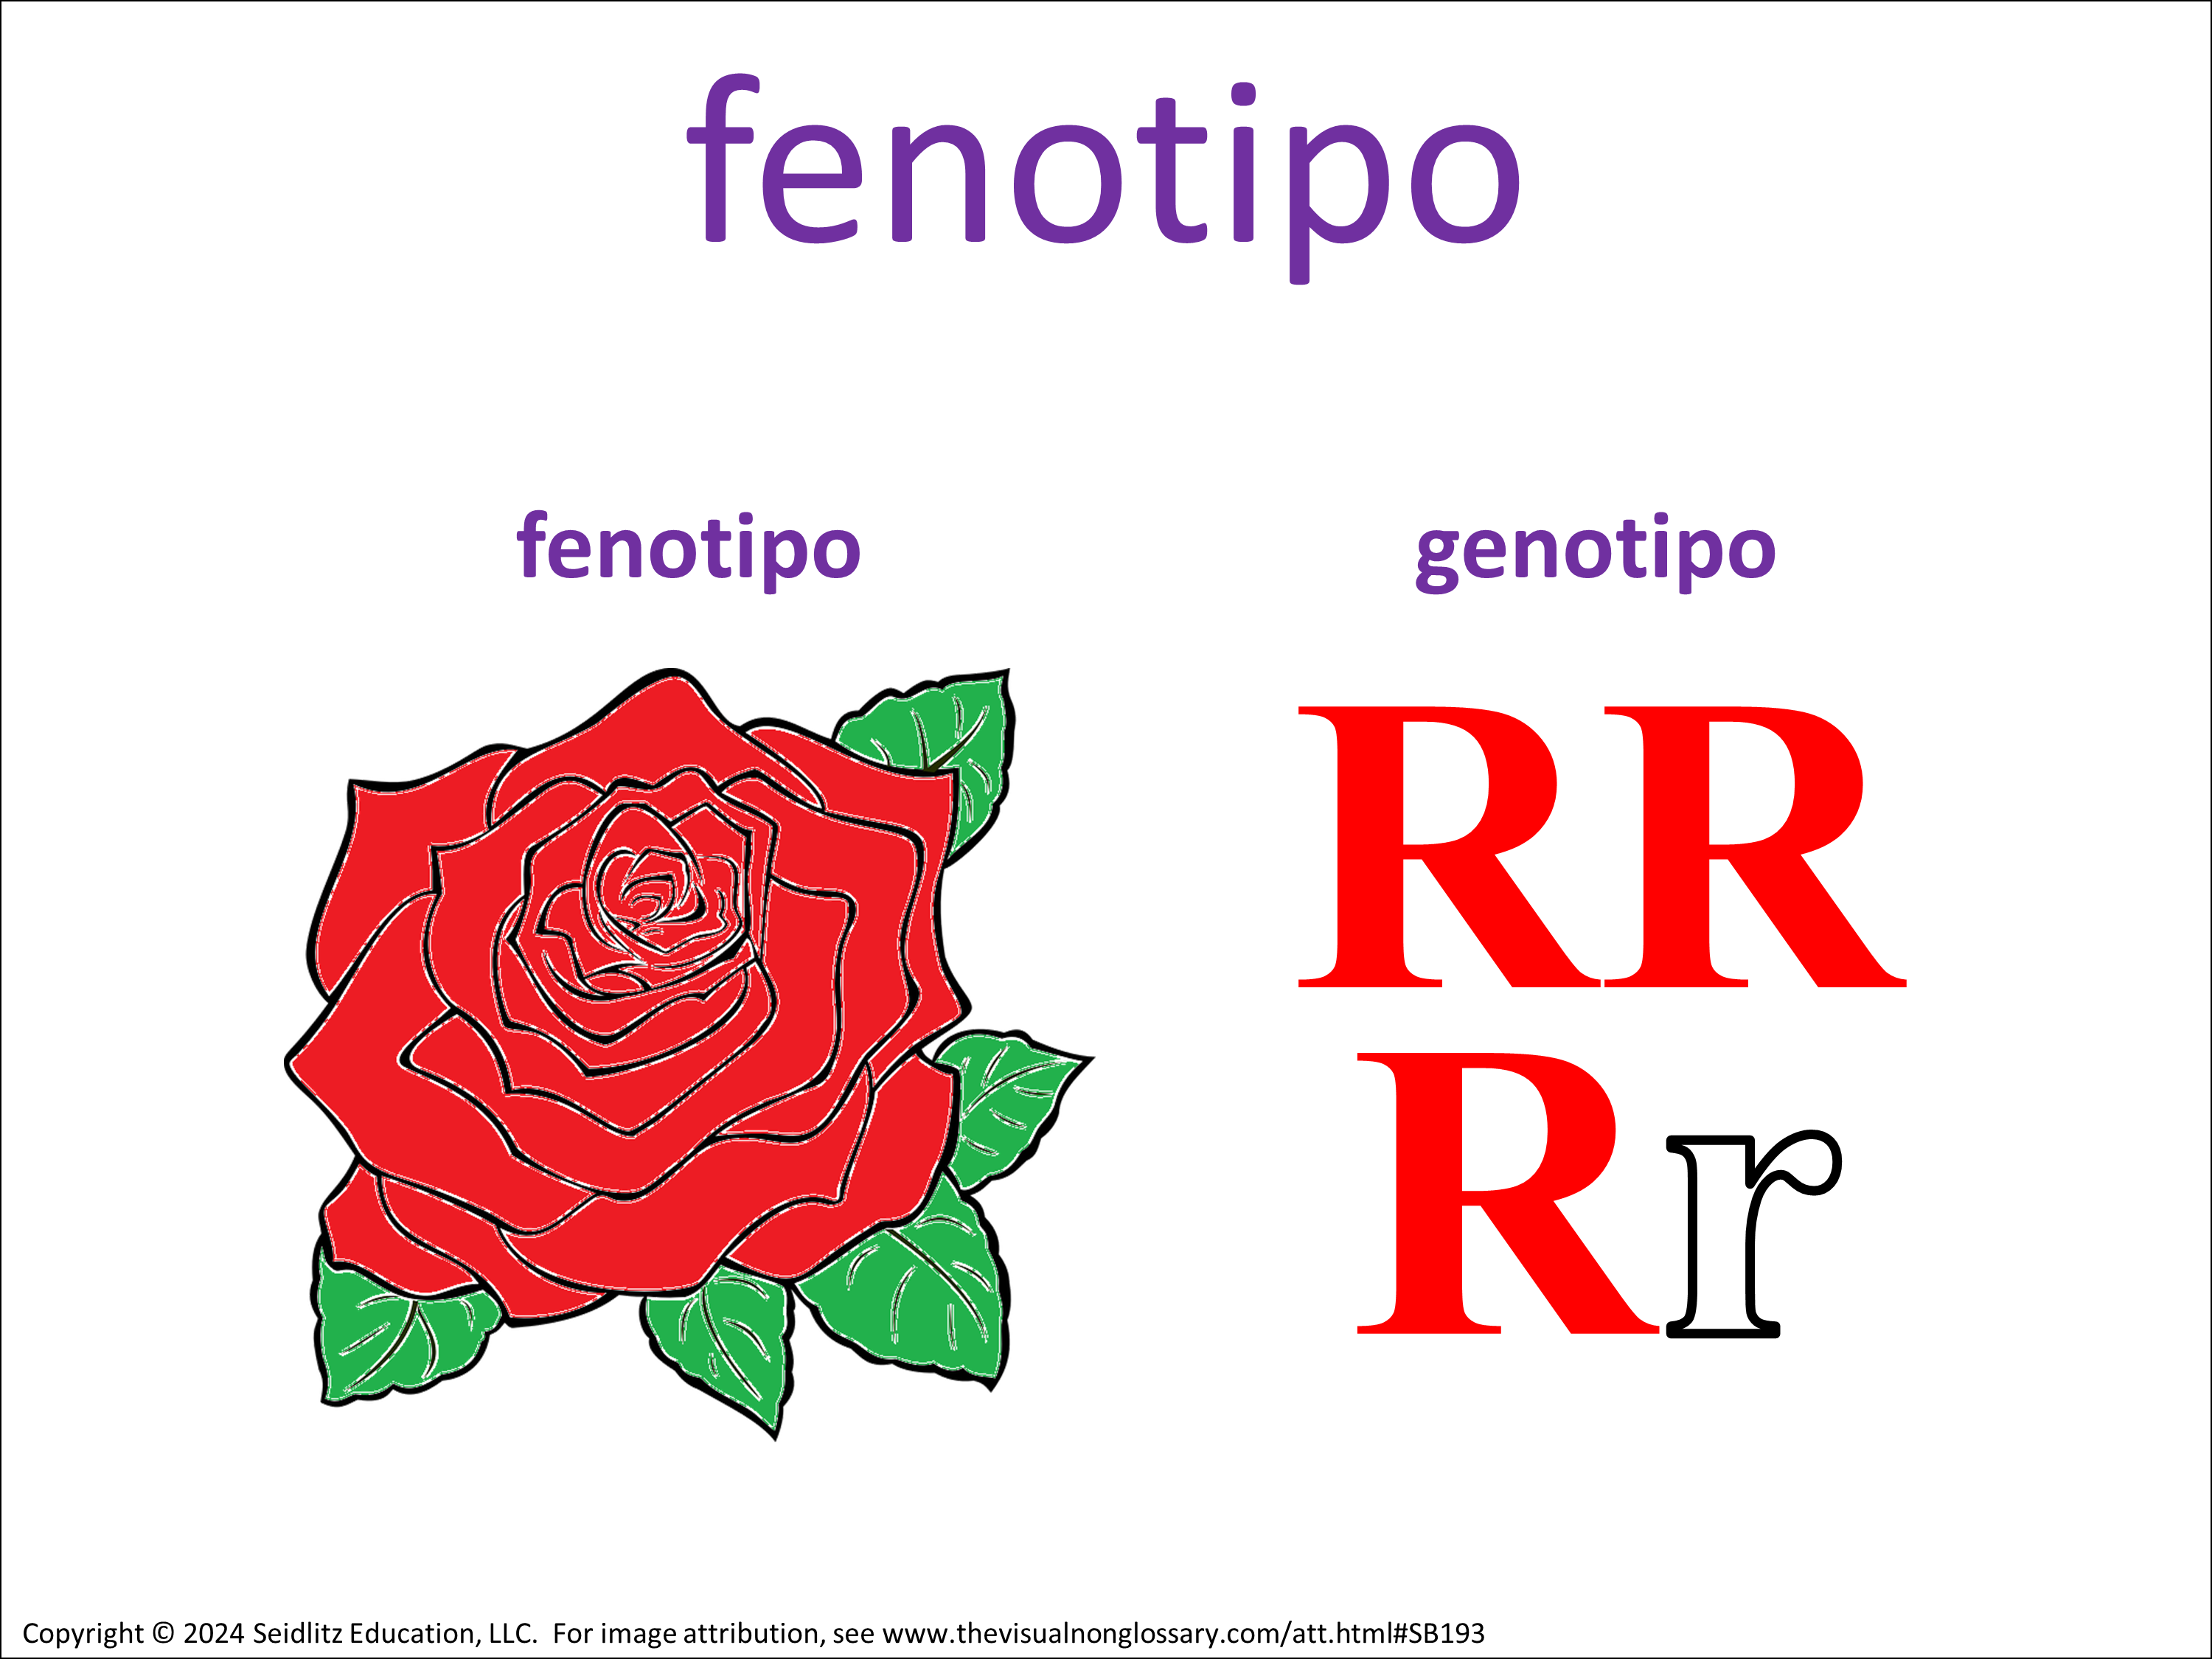 fenotipo
fenotipo genotipo
RR
Rr
Copyright © 2024 Seidlitz Education, LLC.  For image attribution, see www.thevisualnonglossary.com/att.html#SB193